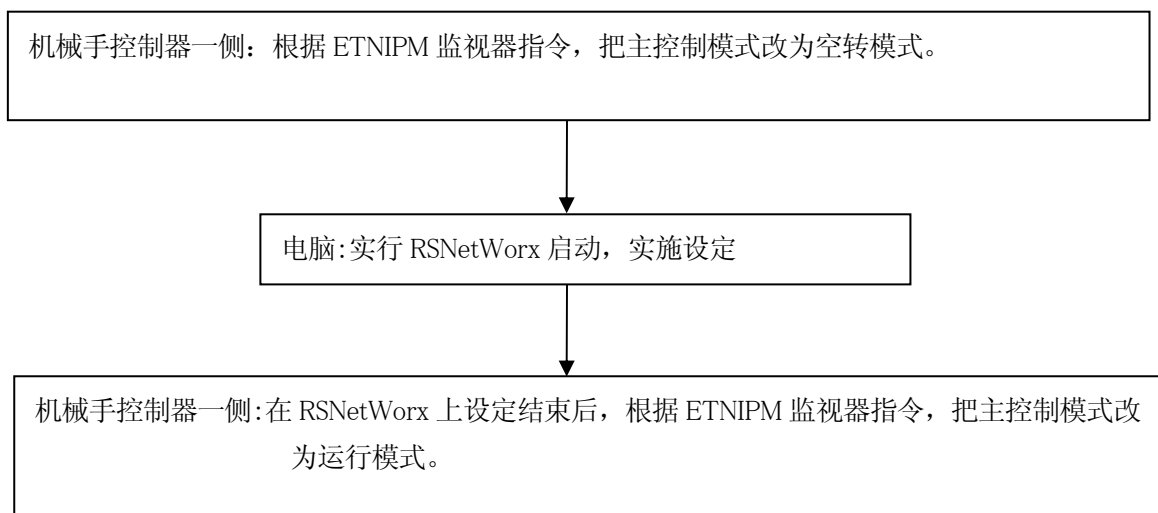 机械手控制器一侧：根据 ETNIPM 监视器指令，把主控制模式改为空转模式。
电脑:实行 RSNetWorx 启动，实施设定
机械手控制器一侧:在 RSNetWorx 上设定结束后，根据 ETNIPM 监视器指令，把主控制模式改
为运行模式。